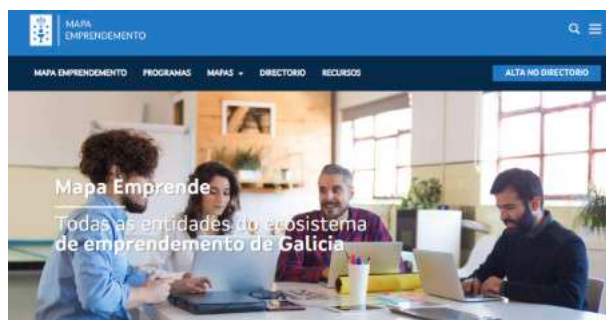 MAPA
EMPRENDEMENTO
MAPA EMPRENDEMENTO PROGRAMAS MAPAS DIRECTORIO RECURSOS ALTA NO DIRECTORIO
Mapa Emprende
Todas as entidades do ecosistema
de emprendemento de Galicia